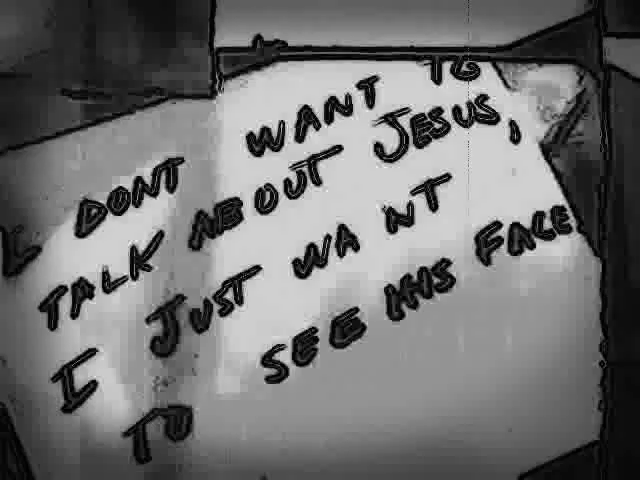 I DONT WANT TO
TALK ABOUT JESUS,
I JUST WANT
TO SEE HIS FACE